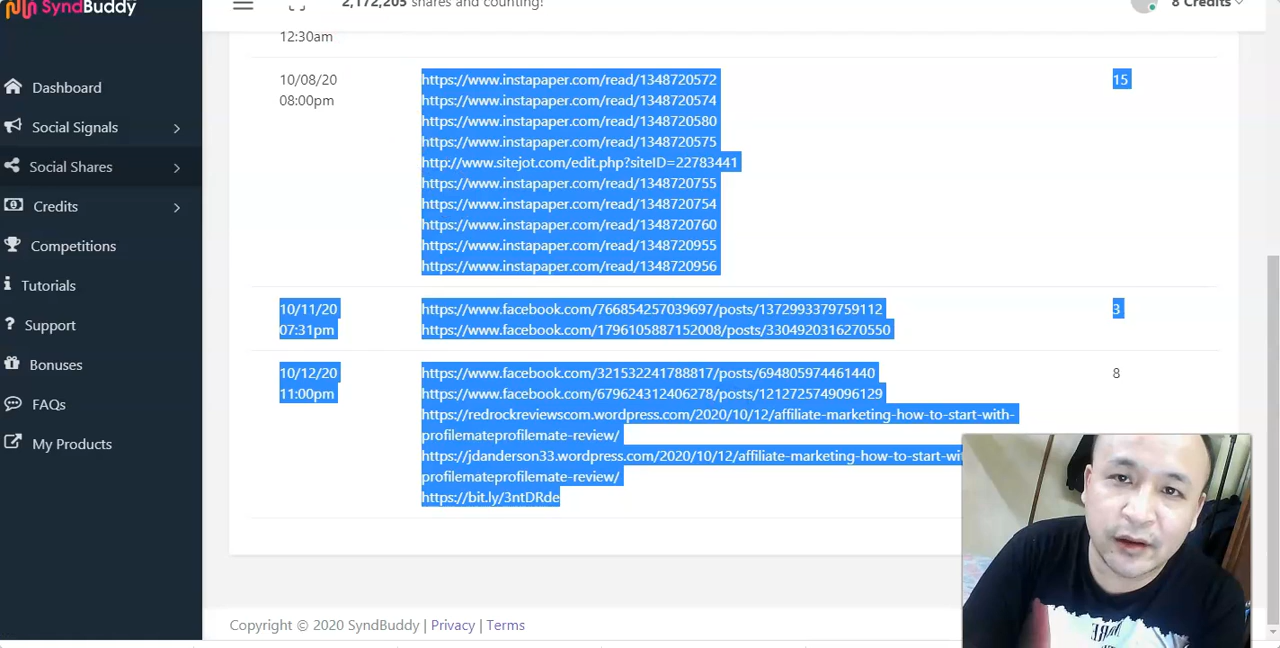 SyndBuddy
2,172,205 shares and counting!
8 Credits
Dashboard
Social Signals
Social Shares
Credits
Competitions
Tutorials
Support
Bonuses
FAQs
My Products
12:30am
10/08/20
08:00pm
https://www.instapaper.com/read/1348720572
https://www.instapaper.com/read/1348720574
https://www.instapaper.com/read/1348720580
https://www.instapaper.com/read/1348720575
http://www.sitejot.com/edit.php?siteID=22783441
https://www.instapaper.com/read/1348720755
https://www.instapaper.com/read/1348720754
https://www.instapaper.com/read/1348720760
https://www.instapaper.com/read/1348720955
https://www.instapaper.com/read/1348720956
15
10/11/20
07:31pm
https://www.facebook.com/766854257039697/posts/1372993379759112
https://www.facebook.com/1796105887152008/posts/3304920316270550
3
10/12/20
11:00pm
https://www.facebook.com/321532241788817/posts/694805974461440
https://www.facebook.com/679624312406278/posts/1212725749096129
https://redrockreviewscom.wordpress.com/2020/10/12/affiliate-marketing-how-to-start-with-
profilemateprofilemate-review/
https://jdanderson33.wordpress.com/2020/10/12/affiliate-marketing-how-to-start-wit
profilemateprofilemate-review/
https://bit.ly/3ntDRde
8
Copyright © 2020 SyndBuddy | Privacy | Terms